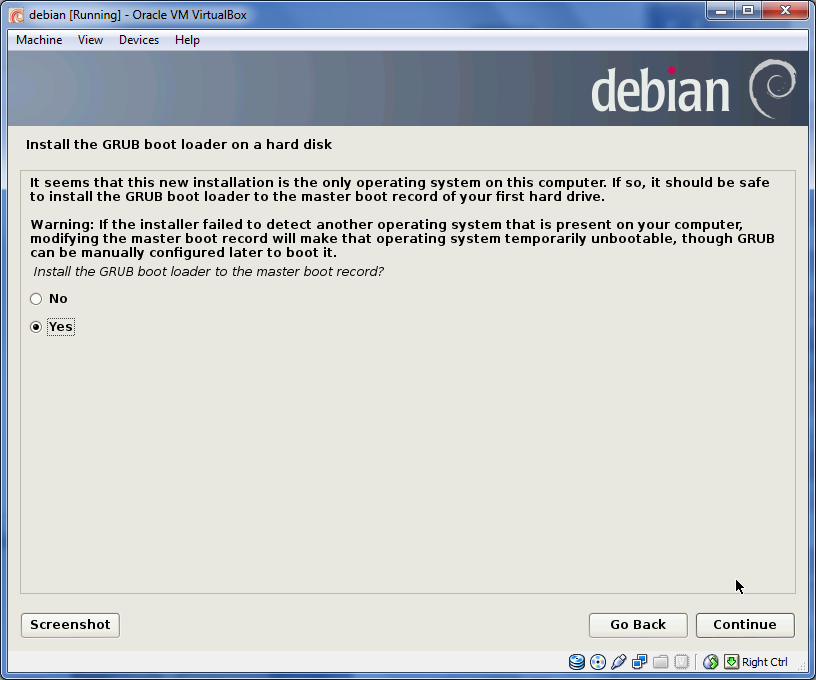 debian [Running] - Oracle VM VirtualBox
Machine View Devices Help
debian
Install the GRUB boot loader on a hard disk
It seems that this new installation is the only operating system on this computer. If so, it should be safe
to install the GRUB boot loader to the master boot record of your first hard drive.
Warning: If the installer failed to detect another operating system that is present on your computer,
modifying the master boot record will make that operating system temporarily unbootable, though GRUB
can be manually configured later to boot it.
Install the GRUB boot loader to the master boot record?
No
Yes
Screenshot Go Back Continue
Right Ctrl